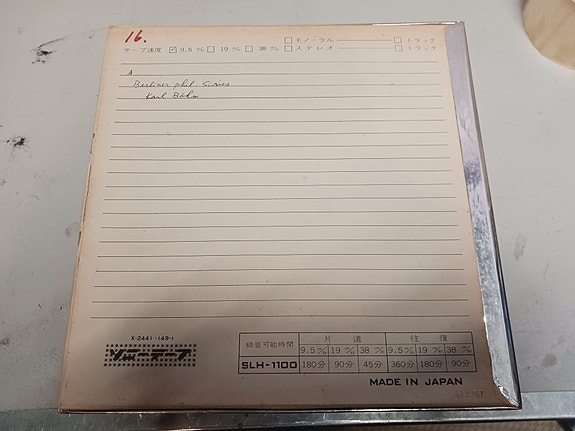 16.
□ モノーラル □ トラック
テープ速度 ☑ 9.5 cm/s □ 19 cm/s □ 38 cm/s □ ステレオ □ トラック
A
Berliner phil. Series
Karl Böhm
X-2441-149-1
ソニーテープ
録音可能時間 片道 往復
9.5 cm/s 19 cm/s 38 cm/s 9.5 cm/s 19 cm/s 38 cm/s
SLH-1100 180分 90分 45分 360分 180分 90分
MADE IN JAPAN